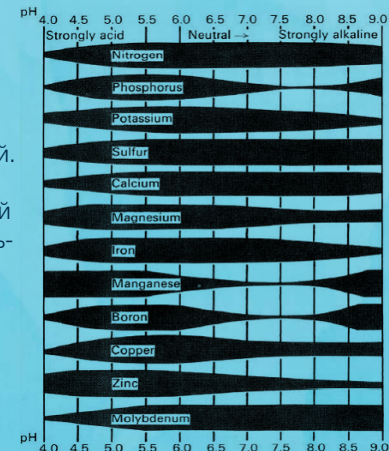 pH
4.0 4.5 5.0 5.5 6.0 6.5 7.0 7.5 8.0 8.5 9.0
Strongly acid Neutral → Strongly alkaline
Nitrogen
Phosphorus
Potassium
й.
Sulfur
Calcium
й
Magnesium
-
Iron
Manganese
Boron
Copper
Zinc
Molybdenum
pH
4.0 4.5 5.0 5.5 6.0 6.5 7.0 7.5 8.0 8.5 9.0